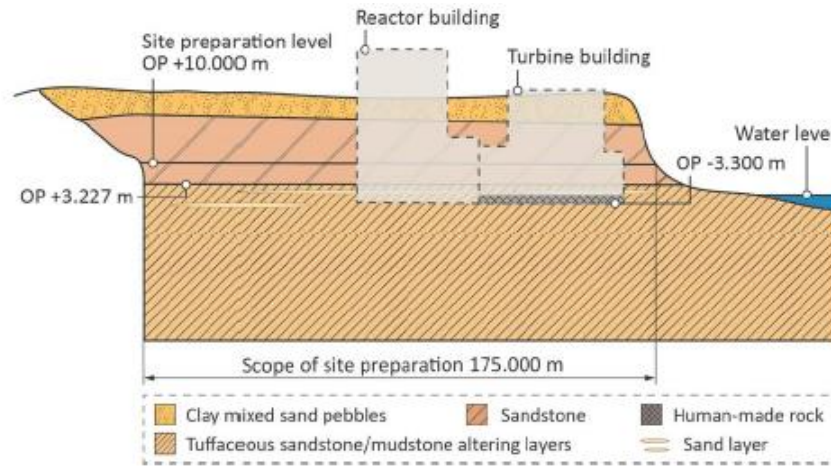 Reactor building
Site preparation level
OP +10.000 m
Turbine building
Water level
OP -3.300 m
OP +3.227 m
Scope of site preparation 175.000 m
Clay mixed sand pebbles
Sandstone
Human-made rock
Tuffaceous sandstone/mudstone altering layers
Sand layer